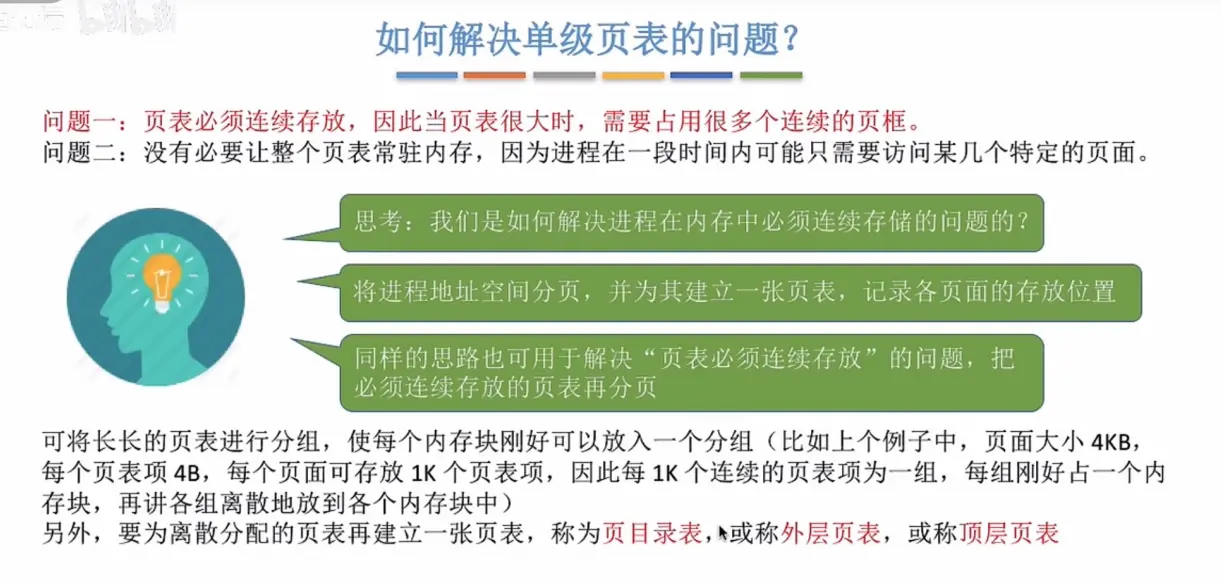 如何解决单级页表的问题？
问题一：页表必须连续存放，因此当页表很大时，需要占用很多个连续的页框。
问题二：没有必要让整个页表常驻内存，因为进程在一段时间内可能只需要访问某几个特定的页面。
思考：我们是如何解决进程在内存中必须连续存储的问题的？
将进程地址空间分页，并为其建立一张页表，记录各页面的存放位置
同样的思路也可用于解决“页表必须连续存放”的问题，把
必须连续存放的页表再分页
可将长长的页表进行分组，使每个内存块刚好可以放入一个分组（比如上个例子中，页面大小 4KB，
每个页表项 4B，每个页面可存放 1K 个页表项，因此每 1K 个连续的页表项为一组，每组刚好占一个内
存块，再讲各组离散地放到各个内存块中）
另外，要为离散分配的页表再建立一张页表，称为页目录表，或称外层页表，或称顶层页表